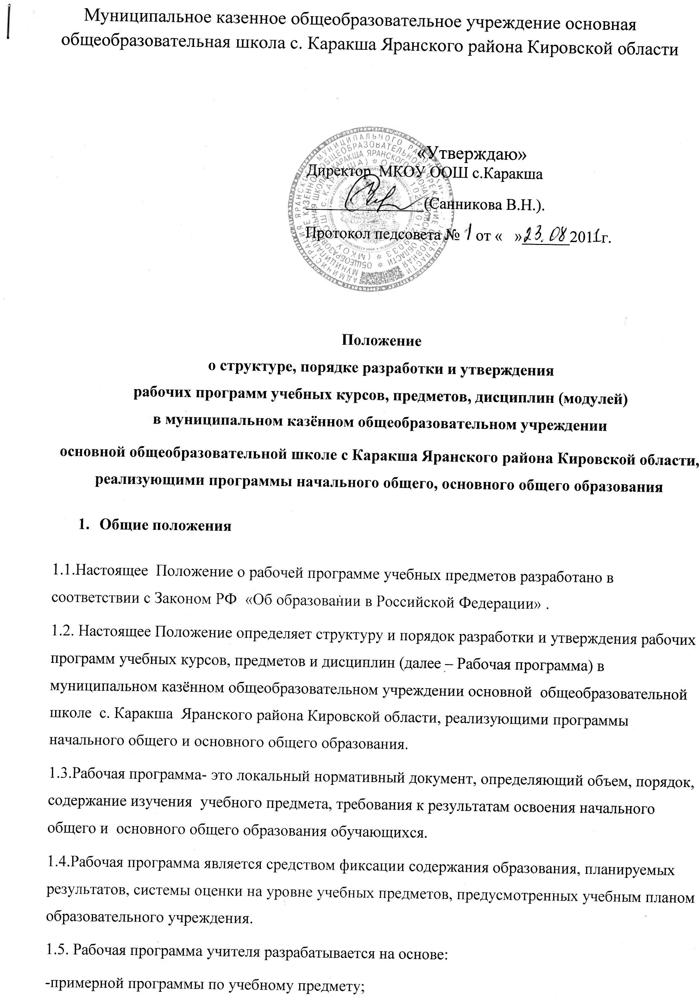 Муниципальное казенное общеобразовательное учреждение основная
общеобразовательная школа с. Каракша Яранского района Кировской области
«Утверждаю»
Директор МКОУ ООШ с.Каракша
(Санникова В.Н.).
Протокол педсовета № 1 от « »23.08 2011г.
Положение
о структуре, порядке разработки и утверждения
рабочих программ учебных курсов, предметов, дисциплин (модулей)
в муниципальном казённом общеобразовательном учреждении
основной общеобразовательной школе с Каракша Яранского района Кировской области,
реализующими программы начального общего, основного общего образования
1. Общие положения
1.1.Настоящее Положение о рабочей программе учебных предметов разработано в
соответствии с Законом РФ «Об образовании в Российской Федерации» .
1.2. Настоящее Положение определяет структуру и порядок разработки и утверждения рабочих
программ учебных курсов, предметов и дисциплин (далее – Рабочая программа) в
муниципальном казённом общеобразовательном учреждении основной общеобразовательной
школе с. Каракша Яранского района Кировской области, реализующими программы
начального общего и основного общего образования.
1.3.Рабочая программа- это локальный нормативный документ, определяющий объем, порядок,
содержание изучения учебного предмета, требования к результатам освоения начального
общего и основного общего образования обучающихся.
1.4.Рабочая программа является средством фиксации содержания образования, планируемых
результатов, системы оценки на уровне учебных предметов, предусмотренных учебным планом
образовательного учреждения.
1.5. Рабочая программа учителя разрабатывается на основе:
-примерной программы по учебному предмету;